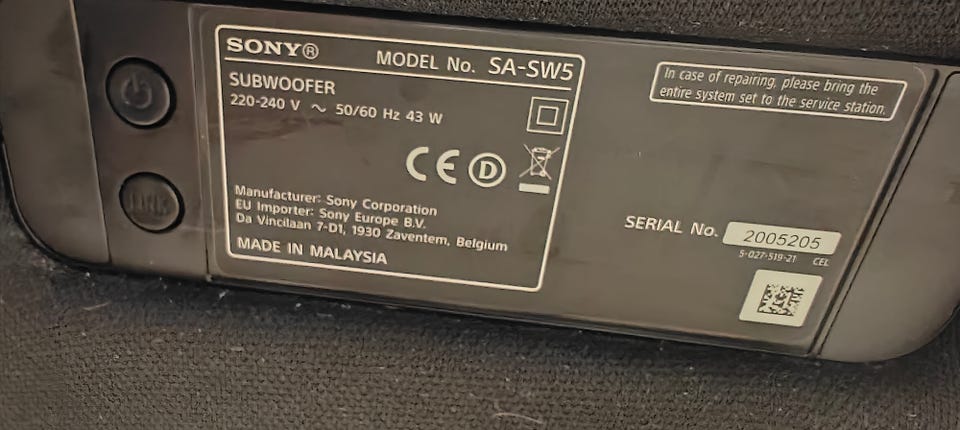 SONY®
MODEL No. SA-SW5
SUBWOOFER
220-240 V ~ 50/60 Hz 43 W
CE D
Manufacturer: Sony Corporation
EU Importer: Sony Europe B.V.
Da Vincilaan 7-D1, 1930 Zaventem, Belgium
MADE IN MALAYSIA
In case of repairing, please bring the
entire system set to the service station.
SERIAL No. 2005205
5-027-519-21 CEL
LINK